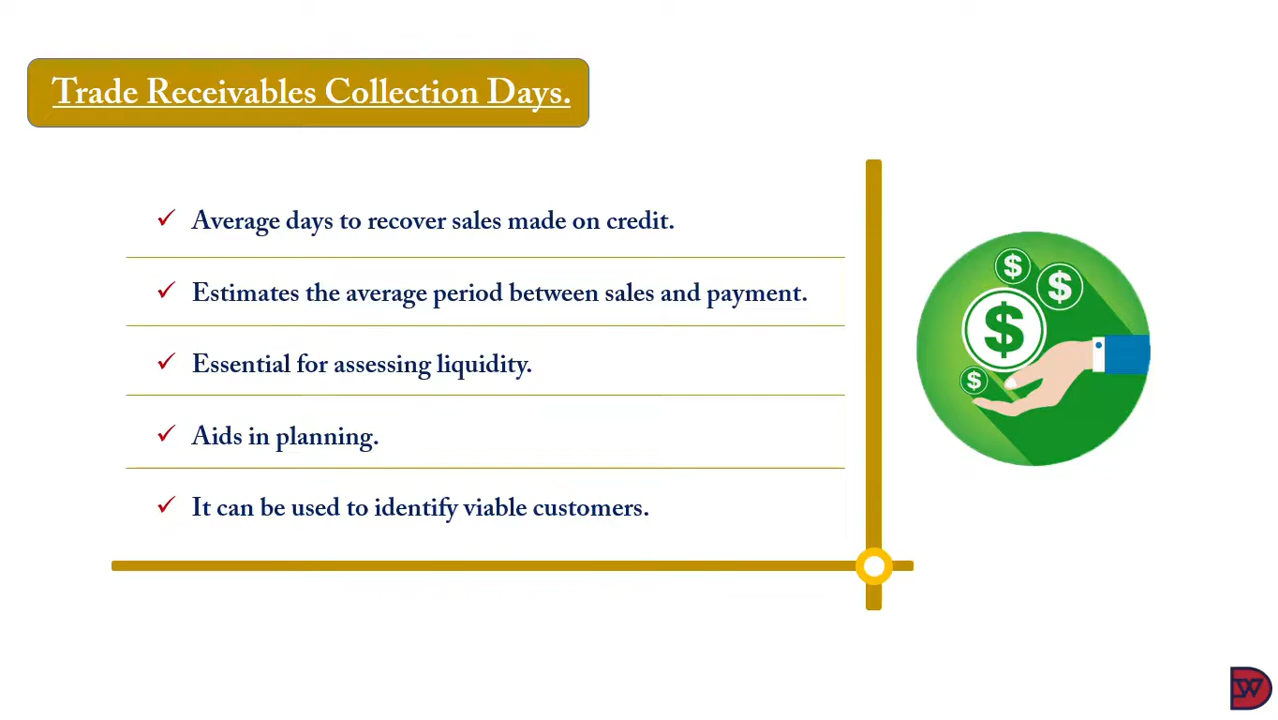 Trade Receivables Collection Days.
✓ Average days to recover sales made on credit.
✓ Estimates the average period between sales and payment.
✓ Essential for assessing liquidity.
✓ Aids in planning.
✓ It can be used to identify viable customers.
$
$
$
$
DW